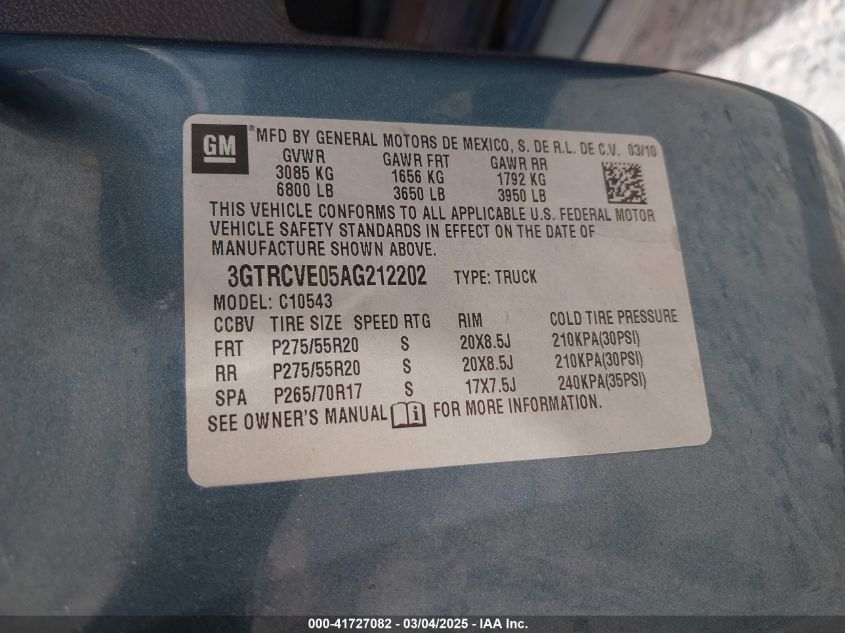 GM ® MFD BY GENERAL MOTORS DE MEXICO, S. DE R.L. DE C.V. 03/10
GVWR GAWR FRT GAWR RR
3085 KG 1656 KG 1792 KG
6800 LB 3650 LB 3950 LB
THIS VEHICLE CONFORMS TO ALL APPLICABLE U.S. FEDERAL MOTOR
VEHICLE SAFETY STANDARDS IN EFFECT ON THE DATE OF
MANUFACTURE SHOWN ABOVE.
3GTRCVE05AG212202 TYPE: TRUCK
MODEL: C10543
CCBV TIRE SIZE SPEED RTG RIM COLD TIRE PRESSURE
FRT P275/55R20 S 20X8.5J 210KPA(30PSI)
RR P275/55R20 S 20X8.5J 210KPA(30PSI)
SPA P265/70R17 S 17X7.5J 240KPA(35PSI)
SEE OWNER'S MANUAL i FOR MORE INFORMATION.
000-41727082 - 03/04/2025 - IAA Inc.